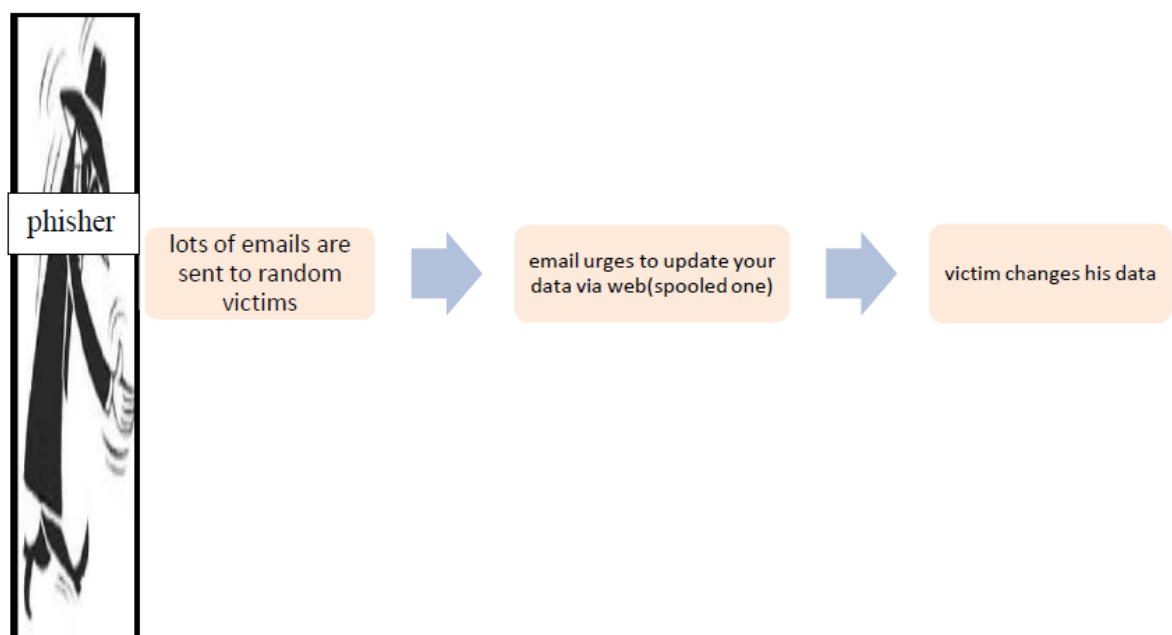 phisher
lots of emails are
sent to random
victims
email urges to update your
data via web(spooled one)
victim changes his data